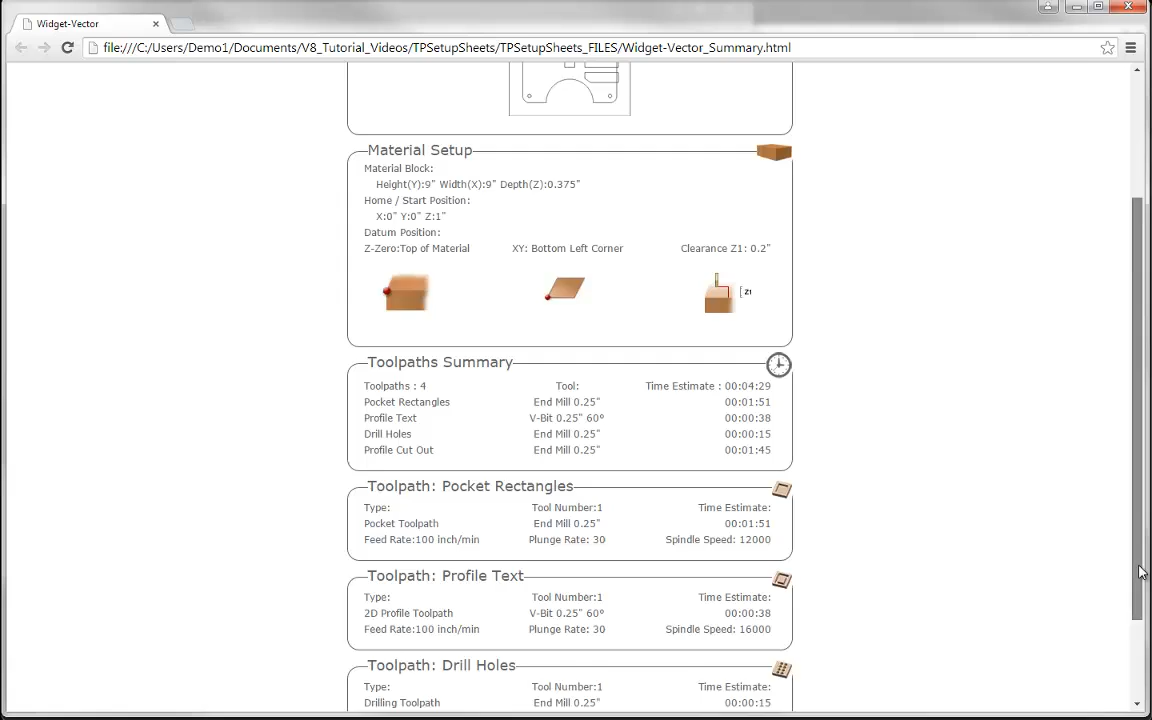 Widget-Vector
file:///C:/Users/Demo1/Documents/V8_Tutorial_Videos/TPSetupSheets/TPSetupSheets_FILES/Widget-Vector_Summary.html
Material Setup
Material Block:
Height(Y):9" Width(X):9" Depth(Z):0.375"
Home / Start Position:
X:0" Y:0" Z:1"
Datum Position:
Z-Zero:Top of Material XY: Bottom Left Corner Clearance Z1: 0.2"
Z1
Toolpaths Summary
Toolpaths : 4 Tool: Time Estimate : 00:04:29
Pocket Rectangles End Mill 0.25" 00:01:51
Profile Text V-Bit 0.25" 60º 00:00:38
Drill Holes End Mill 0.25" 00:00:15
Profile Cut Out End Mill 0.25" 00:01:45
Toolpath: Pocket Rectangles
Type: Tool Number:1 Time Estimate:
Pocket Toolpath End Mill 0.25" 00:01:51
Feed Rate:100 inch/min Plunge Rate: 30 Spindle Speed: 12000
Toolpath: Profile Text
Type: Tool Number:1 Time Estimate:
2D Profile Toolpath V-Bit 0.25" 60º 00:00:38
Feed Rate:100 inch/min Plunge Rate: 30 Spindle Speed: 16000
Toolpath: Drill Holes
Type: Tool Number:1 Time Estimate:
Drilling Toolpath End Mill 0.25" 00:00:15